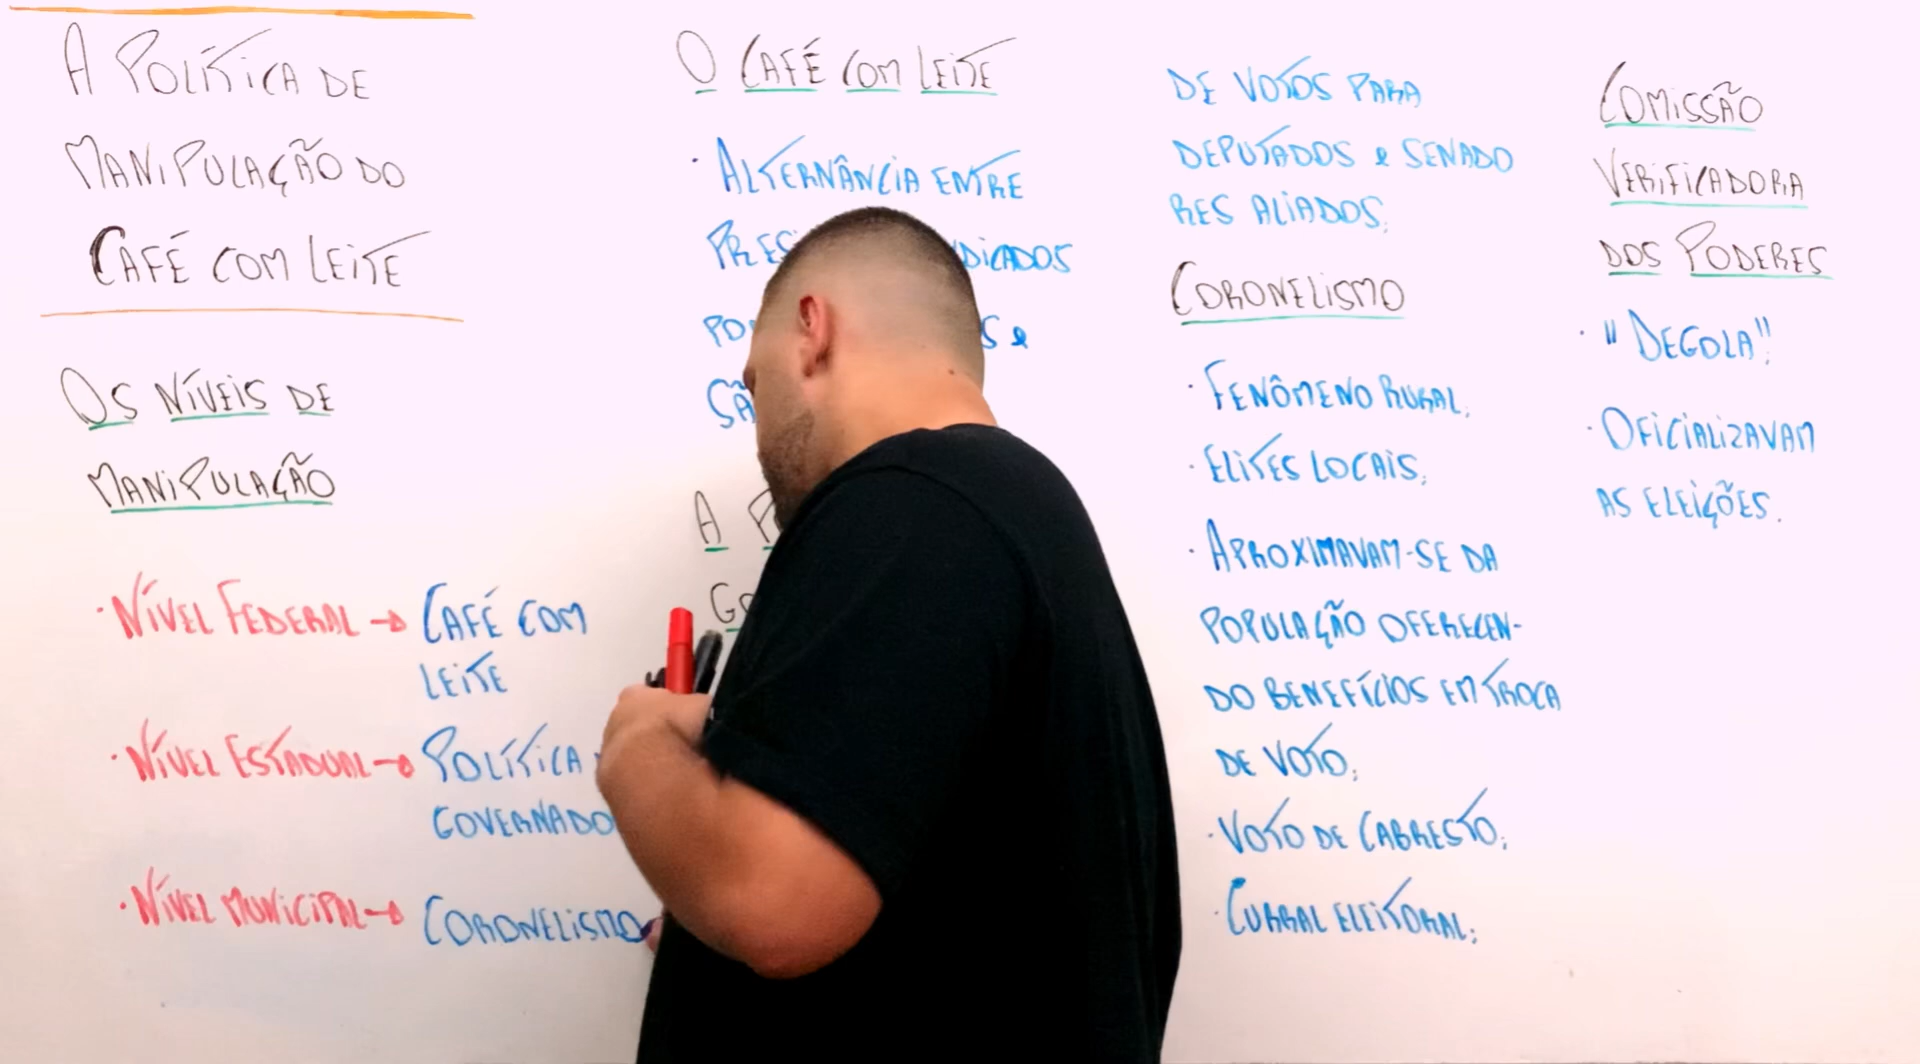 A POLÍTICA DE
MANIPULAÇÃO DO
CAFÉ COM LEITE
OS NÍVEIS DE
MANIPULAÇÃO
· NÍVEL FEDERAL → CAFÉ COM
LEITE
· NÍVEL ESTADUAL → POLÍTICA
· NÍVEL MUNICIPAL → CORONELISMO
O CAFÉ COM LEITE
· ALTERNÂNCIA ENTRE
E
A
DE VOTOS PARA
DEPUTADOS E SENADO
RES ALIADOS;
CORONELISMO
· FENÔMENO RURAL;
· ELITES LOCAIS;
· APROXIMAVAM-SE DA
POPULAÇÃO OFERECEN-
DO BENEFÍCIOS EM TROCA
DE VOTO;
· VOTO DE CABRESTO;
· CURRAL ELEITORAL;
COMISSÃO
VERIFICADORA
DOS PODERES
· "DEGOLA";
· OFICIALIZAVAM
AS ELEIÇÕES.